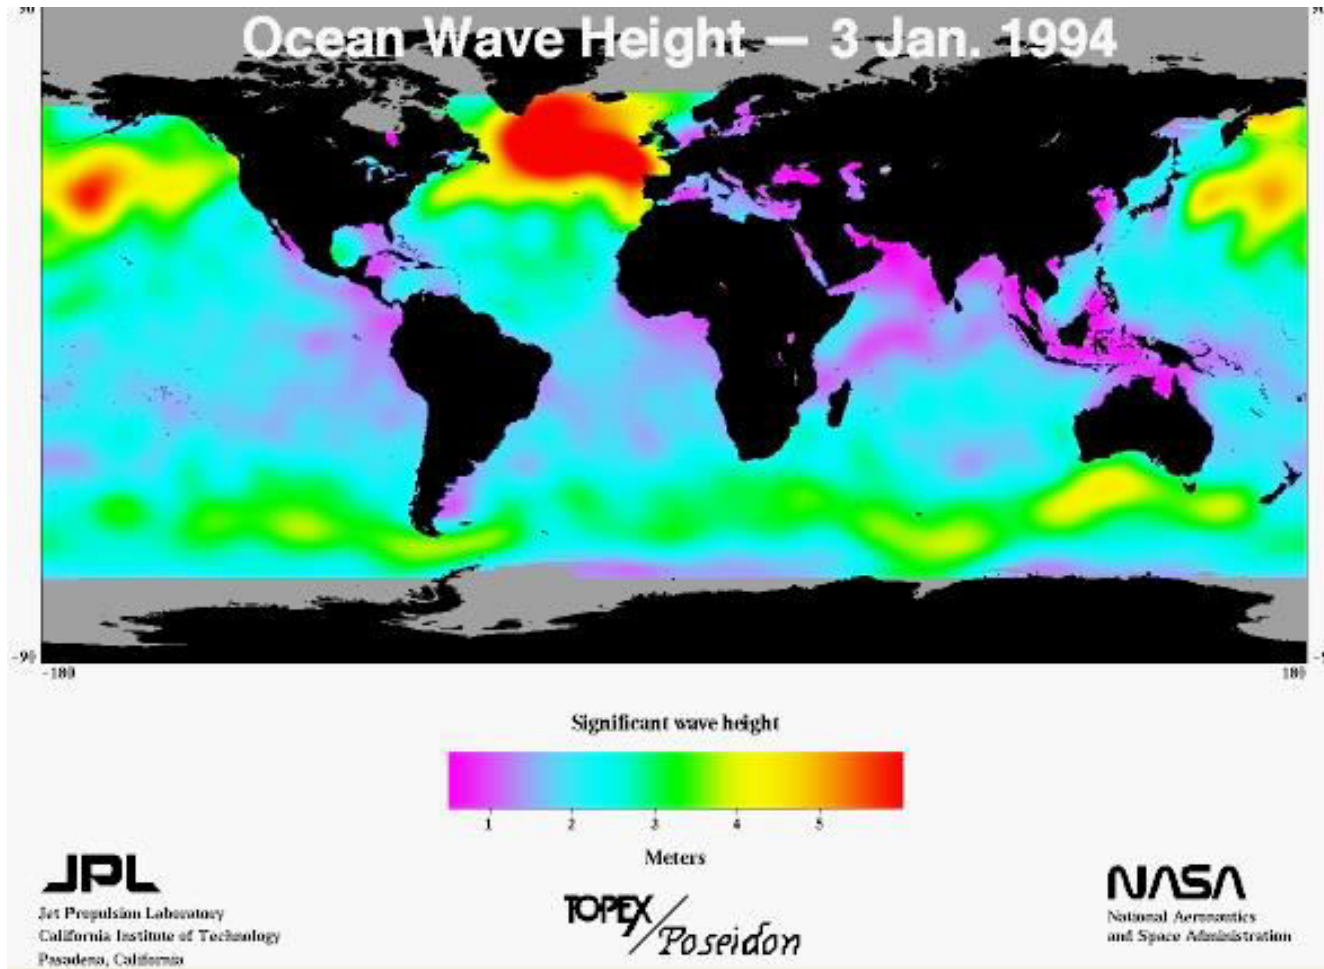 90
Ocean Wave Height — 3 Jan. 1994
-90
-180
180
Significant wave height
1 2 3 4 5
Meters
JPL
Jet Propulsion Laboratory
California Institute of Technology
Pasadena, California
TOPEX/Poseidon
NASA
National Aeronautics
and Space Administration